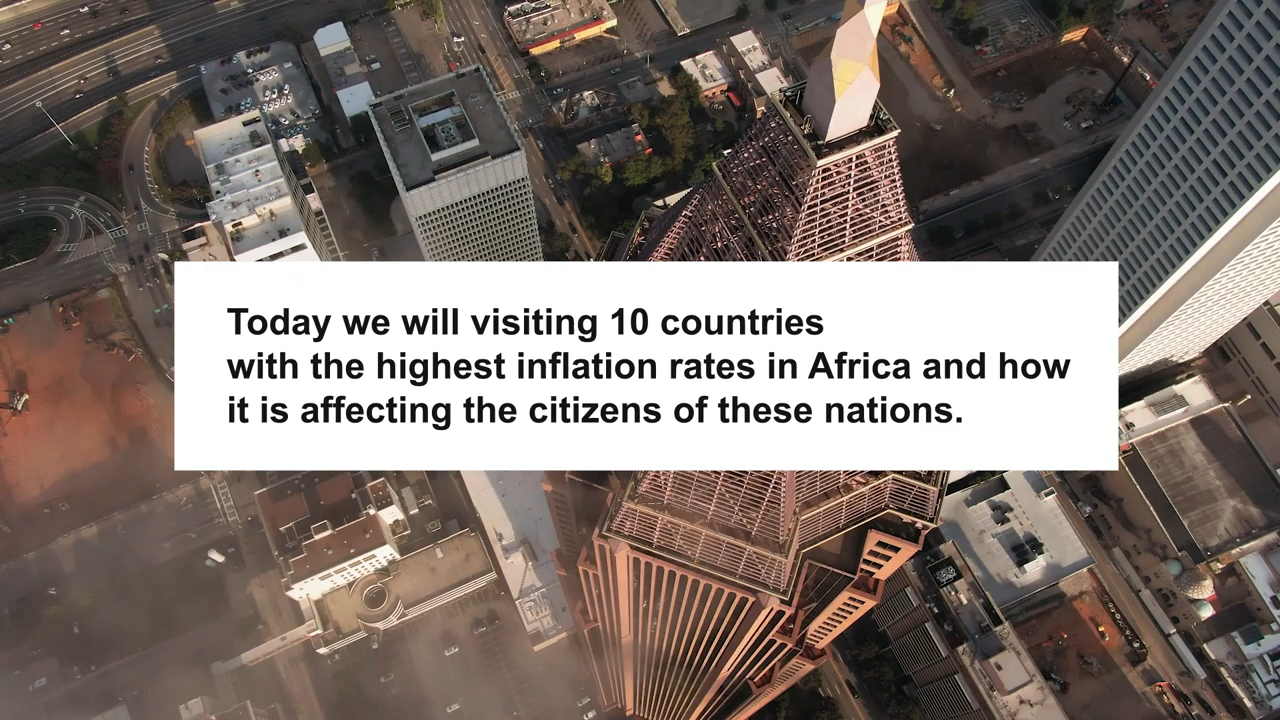 Today we will visiting 10 countries
with the highest inflation rates in Africa and how
it is affecting the citizens of these nations.